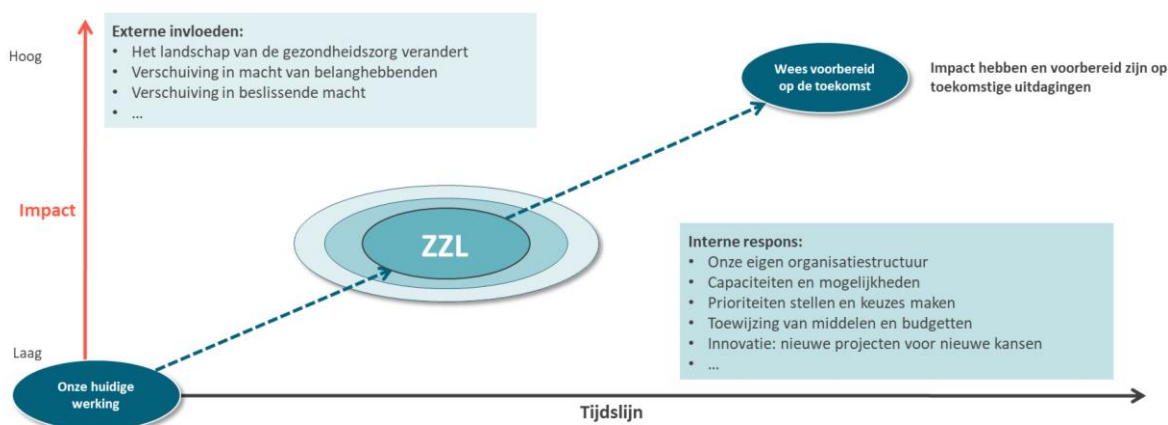 Hoog
Externe invloeden:
• Het landschap van de gezondheidszorg verandert
• Verschuiving in macht van belanghebbenden
• Verschuiving in beslissende macht
• ...
Wees voorbereid
op de toekomst
Impact hebben en voorbereid zijn op
toekomstige uitdagingen
Impact
ZZL
Interne respons:
• Onze eigen organisatiestructuur
• Capaciteiten en mogelijkheden
• Prioriteiten stellen en keuzes maken
• Toewijzing van middelen en budgetten
• Innovatie: nieuwe projecten voor nieuwe kansen
• ...
Laag
Onze huidige
werking
Tijdslijn